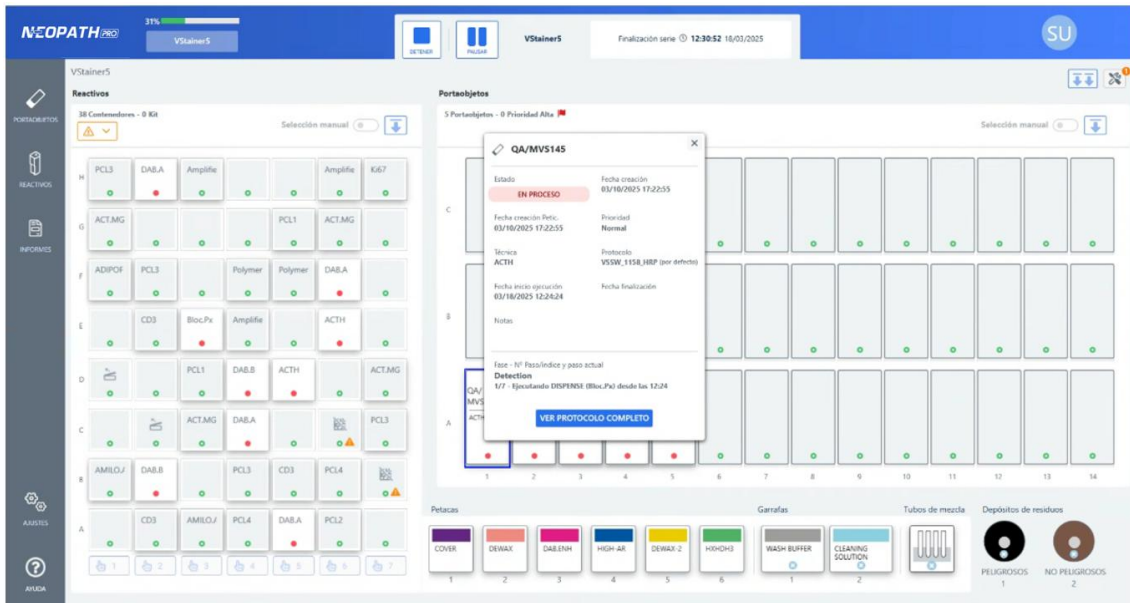 NEOPATH PRO
31%
VStainer5
DETENER
PAUSAR
VStainer5
Finalización serie 12:30:52 18/03/2025
SU
PORTAOBJETOS
REACTIVOS
INFORMES
AJUSTES
AYUDA
VStainer5
Reactivos
38 Contenedores - 0 Kit
Selección manual
H PCL3 DAB.A Amplifie Amplifie Ki67
G ACT.MG PCL1 ACT.MG
F ADIPOF PCL3 Polymer Polymer DAB.A
E CD3 Bloc.Px Amplifie ACTH
D PCL1 DAB.B ACTH ACT.MG
C ACT.MG DAB.A PCL3
B AMILO./ DAB.B PCL3 CD3 PCL4
A CD3 AMILO./ PCL4 DAB.A PCL2
1 2 3 4 5 6 7
Portaobjetos
5 Portaobjetos - 0 Prioridad Alta
Selección manual
1
C
B
A
QA/
MVS
ACTH
1 2 3 4 5 6 7 8 9 10 11 12 13 14
QA/MVS145
×
Estado
EN PROCESO
Fecha creación
03/10/2025 17:22:55
Fecha creación Petic.
03/10/2025 17:22:55
Prioridad
Normal
Técnica
ACTH
Protocolo
VSSW_1158_HRP (por defecto)
Fecha inicio ejecución
03/18/2025 12:24:24
Fecha finalización
Notas
Fase - Nº Paso/índice y paso actual
Detection
1/7 - Ejecutando DISPENSE (Bloc.Px) desde las 12:24
VER PROTOCOLO COMPLETO
Petacas
COVER DEWAX DAB.ENH HIGH-AR DEWAX-2 HXHOH3
1 2 3 4 5 6
Garrafas
WASH BUFFER CLEANING
SOLUTION
1 2
Tubos de mezcla
Depósitos de residuos
PELIGROSOS
1
NO PELIGROSOS
2